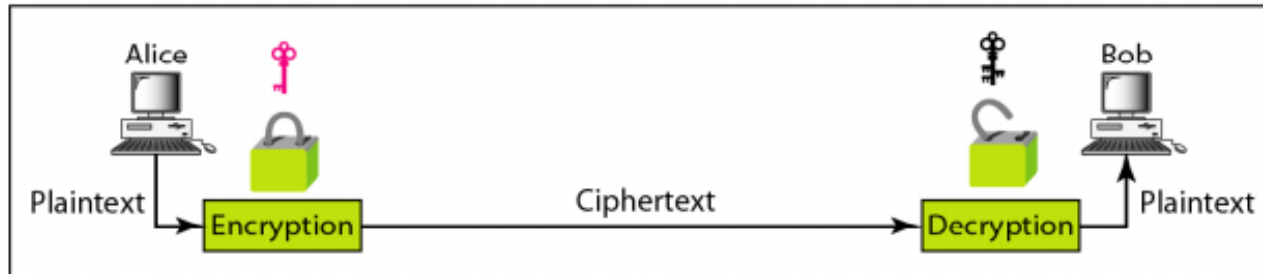 Alice
Bob
Plaintext
Encryption
Ciphertext
Decryption
Plaintext